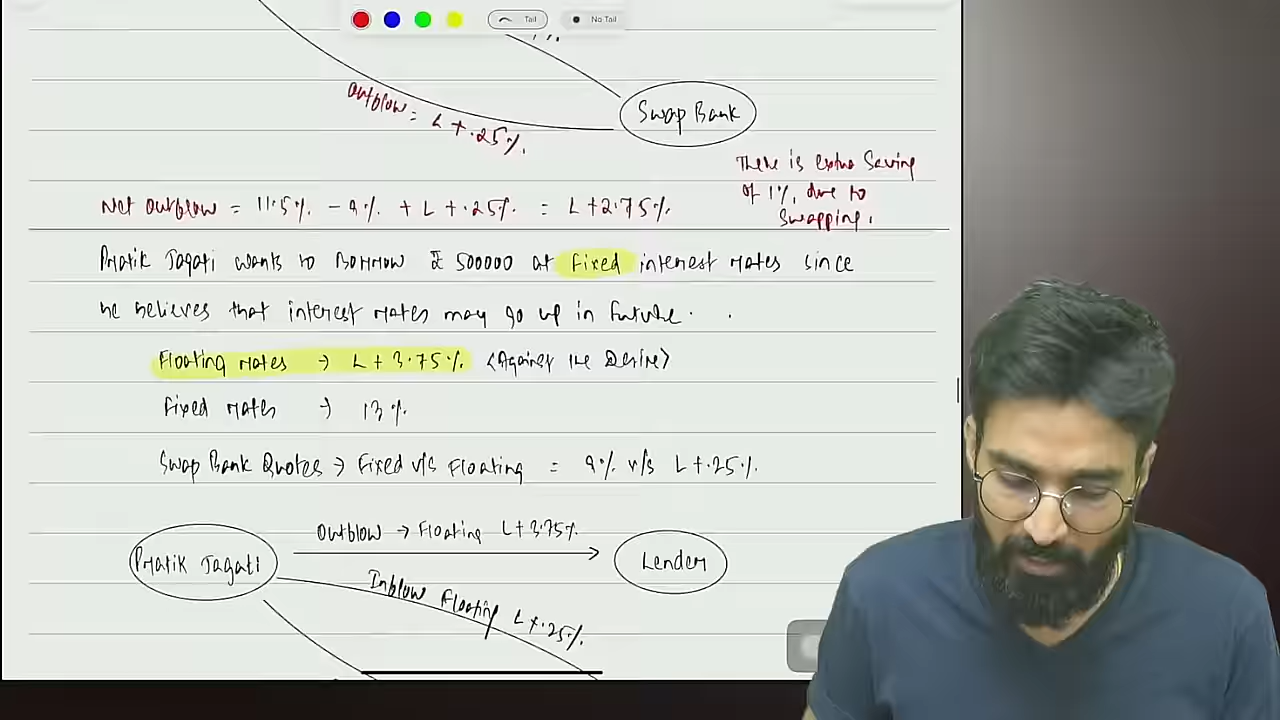 Tail
No Tail
Outflow = L + .25%.
Swap Bank
There is extra Saving
of 1%. due to
Swapping.
Net Outflow = 11.5%. - 9%. + L + .25%. = L + 2.75%.
Pratik Jagati wants to Borrow ₹ 500000 at fixed interest rates since
he believes that interest rates may go up in future.
Floating rates → L + 3.75%. <Against the Desire>
Fixed rates → 13%.
Swap Bank Quotes → Fixed v/s Floating = 9%. v/s L + .25%.
Outflow → Floating L + 3.75%.
Pratik Jagati
Lender
Inflow Floating L + .25%.